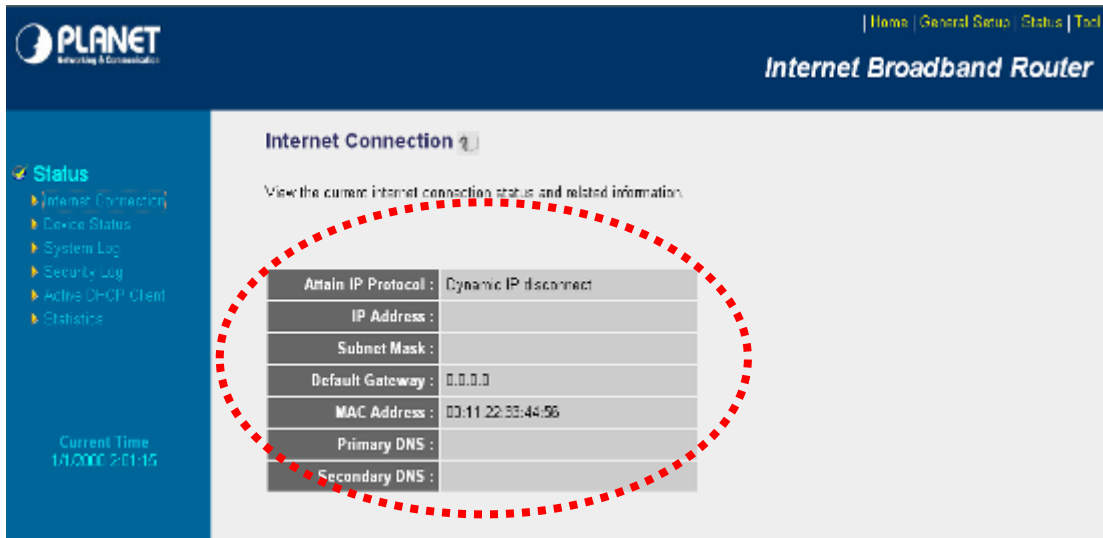 PLANET
Networking & Communication
| Home | General Setup | Status | Tool
Internet Broadband Router
Status
Internet Connection
Device Status
System Log
Security Log
Active DHCP Client
Statistics
Current Time
1/1/2000 2:01:15
Internet Connection
View the current internet connection status and related information.
Attain IP Protocol : Dynamic IP disconnect
IP Address :
Subnet Mask :
Default Gateway : 0.0.0.0
MAC Address : 00:11:22:33:44:56
Primary DNS :
Secondary DNS :